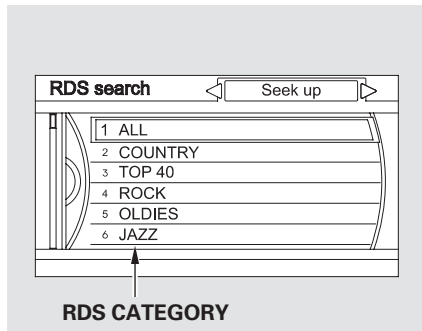 RDS search Seek up
1 ALL
2 COUNTRY
3 TOP 40
4 ROCK
5 OLDIES
6 JAZZ
RDS CATEGORY